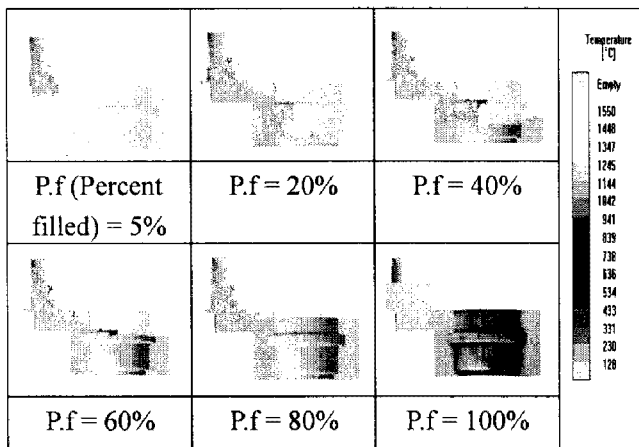 P.f (Percent
filled) = 5%
P.f = 20%
P.f = 40%
Temperature
[°C]
Empty
1550
1448
1347
1245
1144
1042
941
839
738
636
534
433
331
230
128
P.f = 60%
P.f = 80%
P.f = 100%